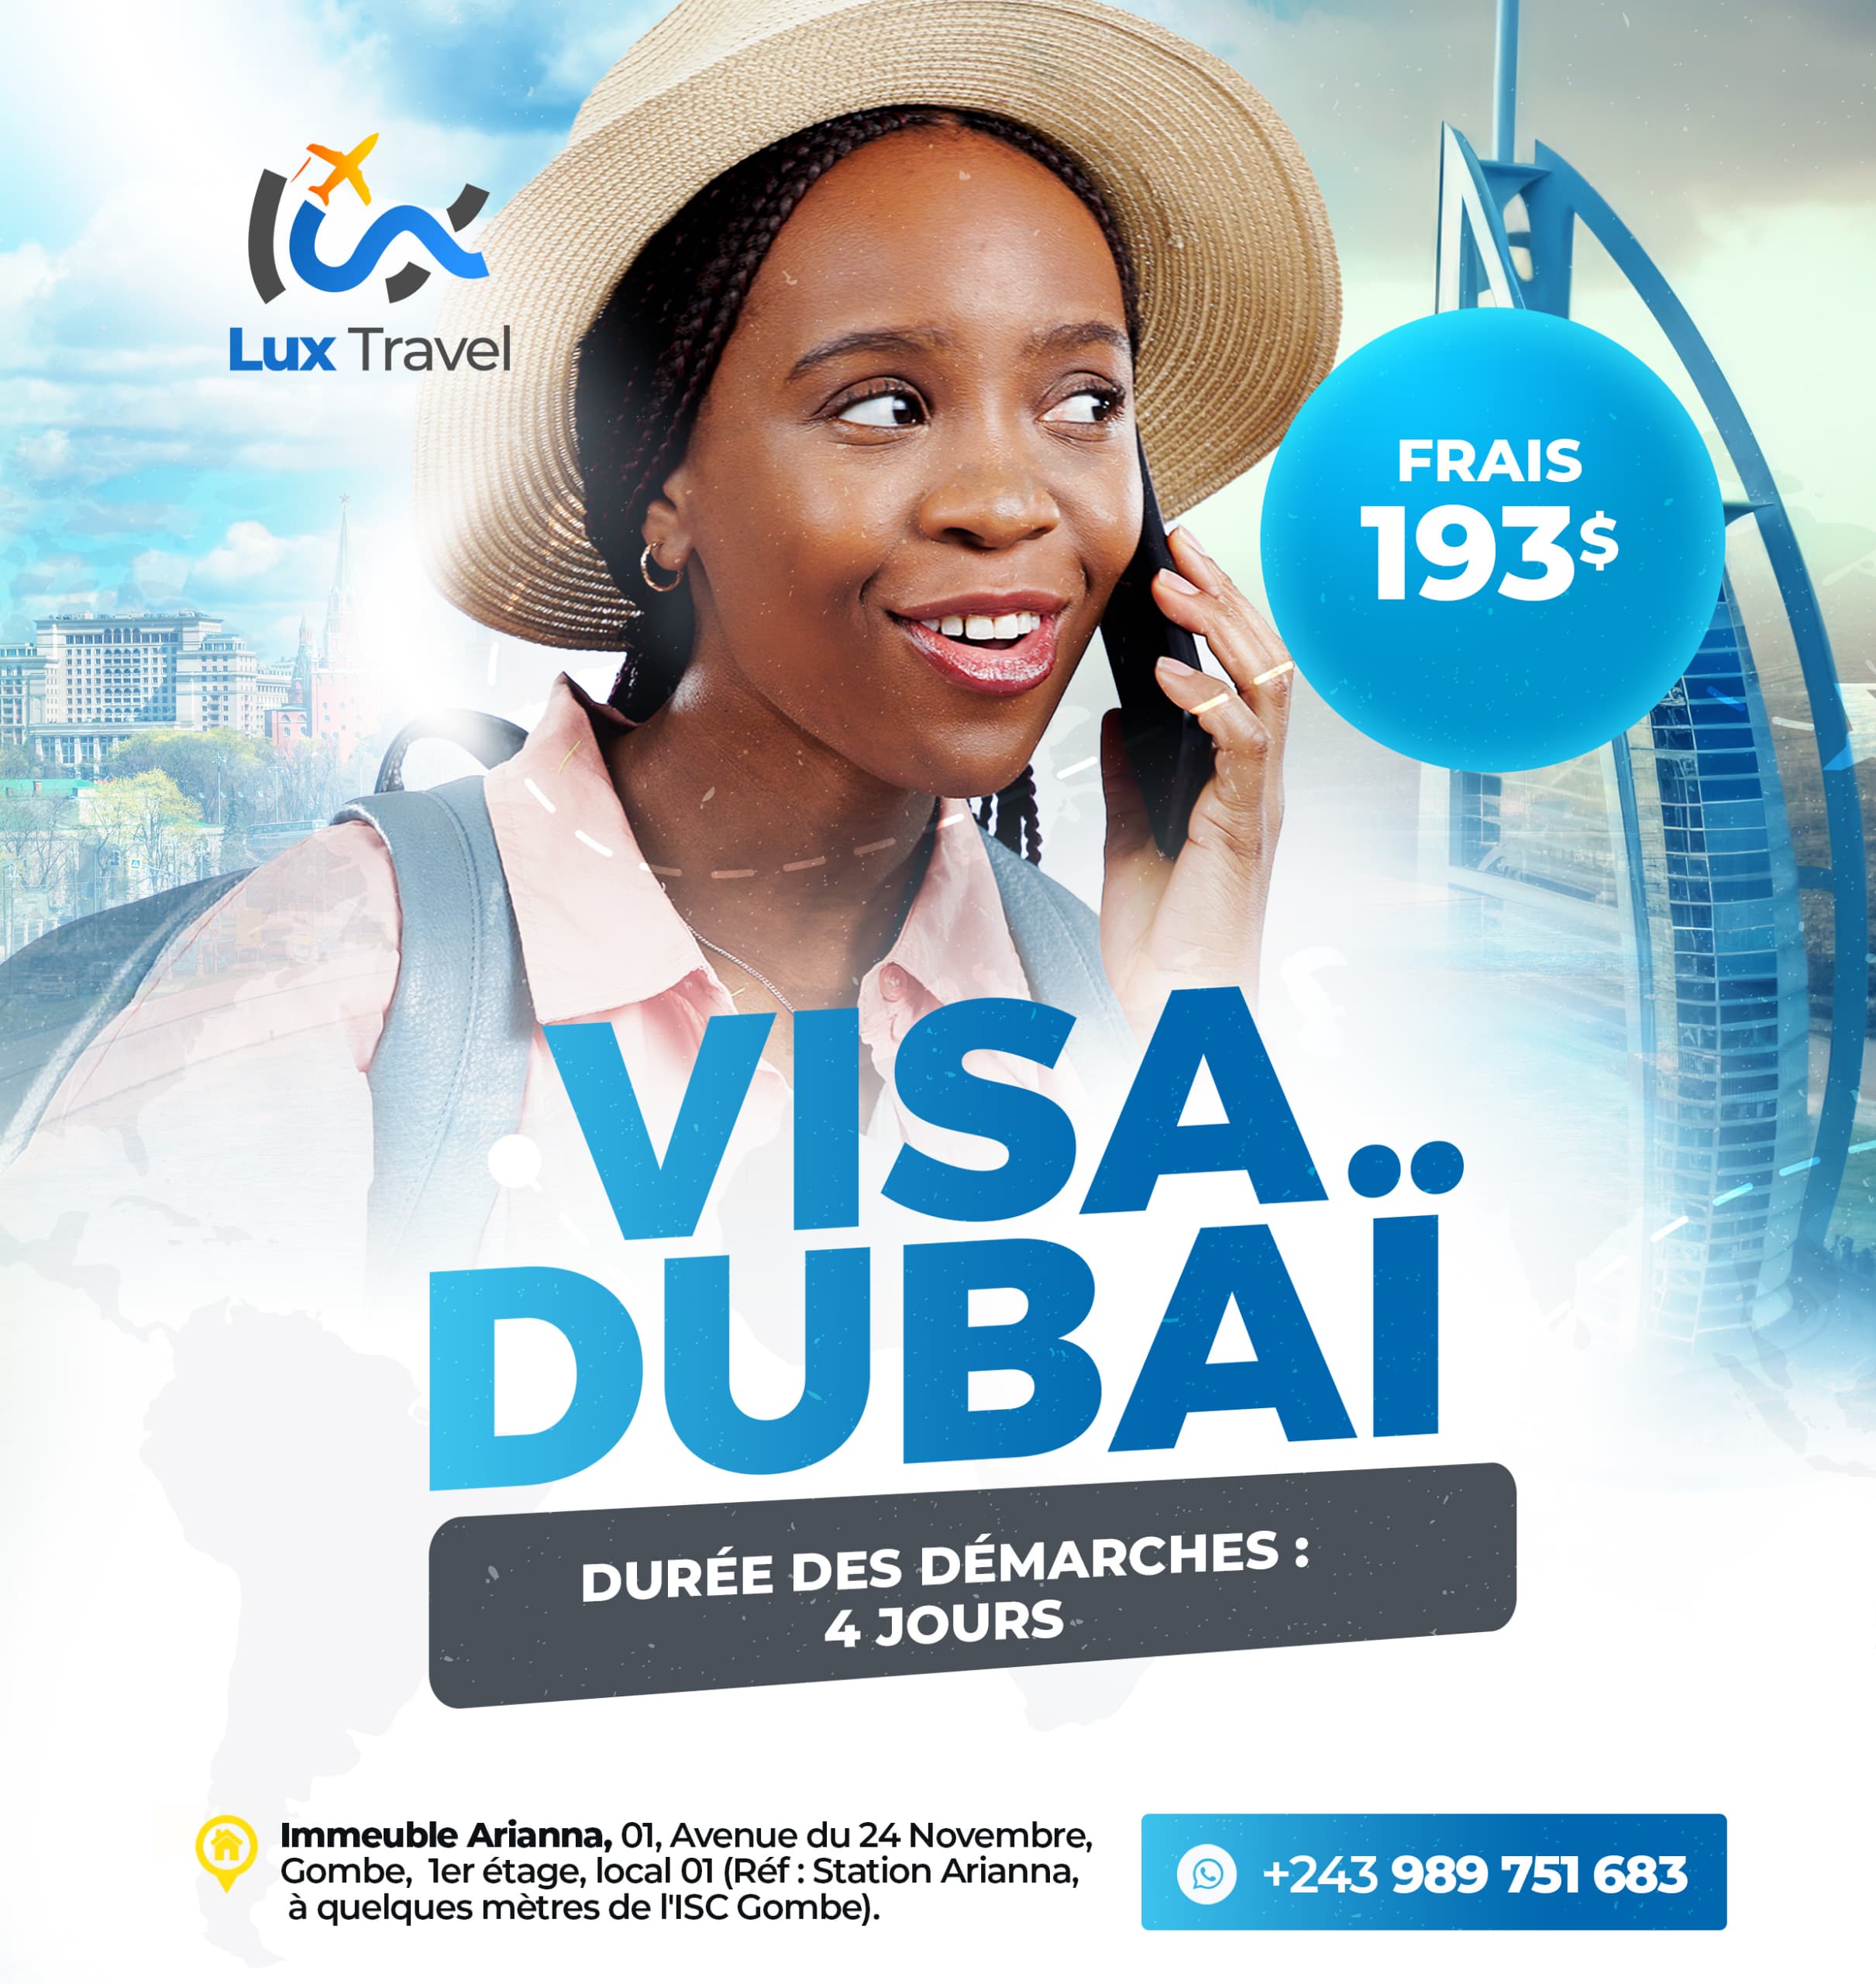 Lux Travel
FRAIS
193$
VISA
DUBAÏ
DURÉE DES DÉMARCHES :
4 JOURS
Immeuble Arianna, 01, Avenue du 24 Novembre,
Gombe, 1er étage, local 01 (Réf : Station Arianna,
à quelques mètres de l'ISC Gombe).
+243 989 751 683